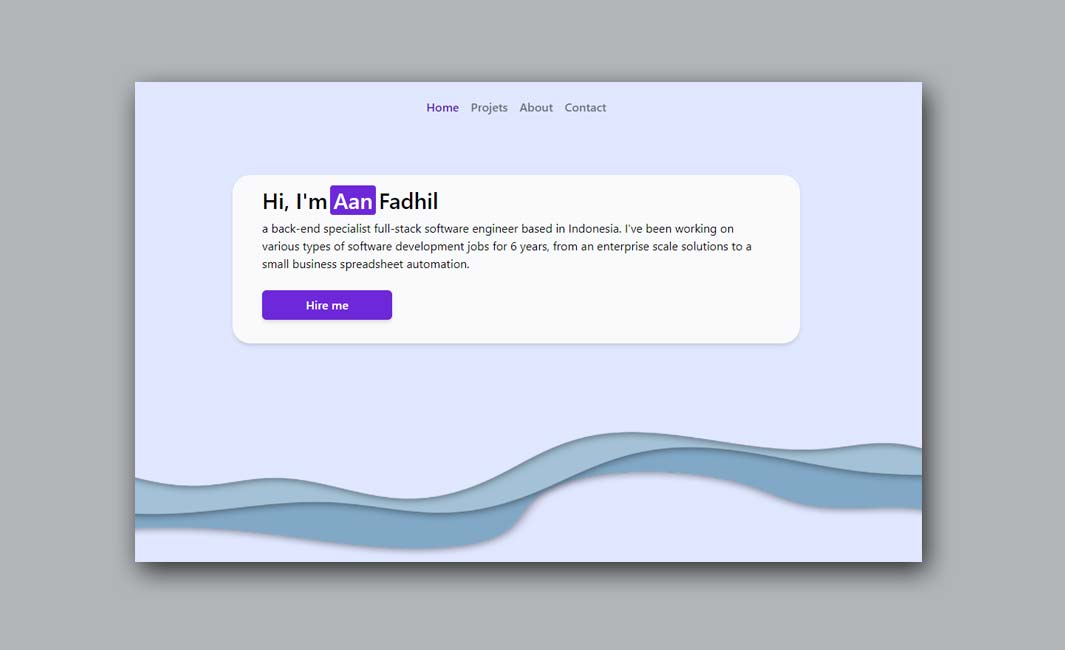 Home Projets About Contact
Hi, I'm Aan Fadhil
a back-end specialist full-stack software engineer based in Indonesia. I've been working on
various types of software development jobs for 6 years, from an enterprise scale solutions to a
small business spreadsheet automation.
Hire me